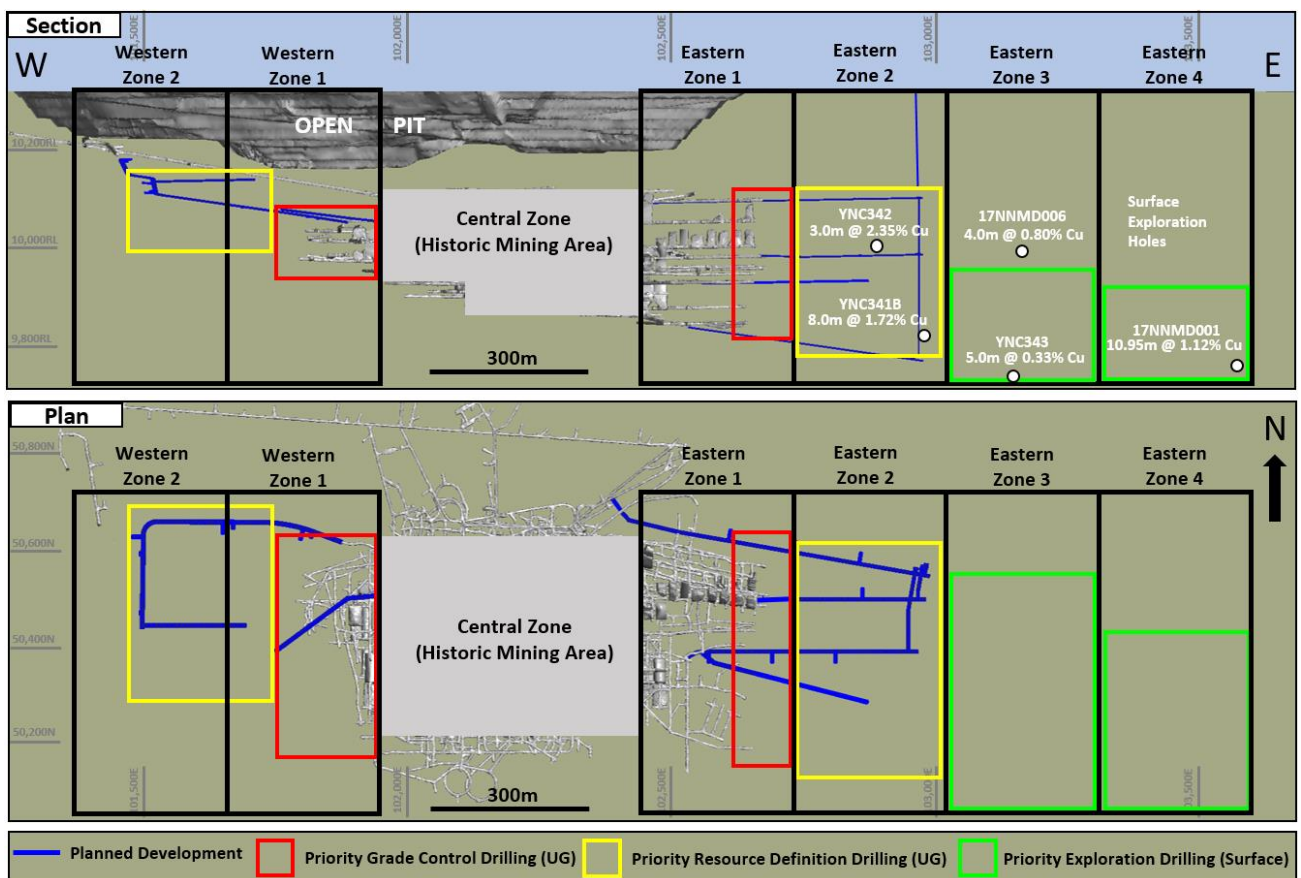 Section
W
Western
Zone 2
Western
Zone 1
102,000E
102,500E
Eastern
Zone 1
Eastern
Zone 2
103,000E
Eastern
Zone 3
Eastern
Zone 4
E
OPEN PIT
10,200RL
10,000RL
9,800RL
Central Zone
(Historic Mining Area)
300m
YNC342
3.0m @ 2.35% Cu
YNC341B
8.0m @ 1.72% Cu
17NNMD006
4.0m @ 0.80% Cu
YNC343
5.0m @ 0.33% Cu
Surface
Exploration
Holes
17NNMD001
10.95m @ 1.12% Cu
Plan
N
50,800N
50,600N
50,400N
50,200N
Western
Zone 2
Western
Zone 1
Eastern
Zone 1
Eastern
Zone 2
Eastern
Zone 3
Eastern
Zone 4
Central Zone
(Historic Mining Area)
300m
101,500E
102,000E
102,500E
103,000E
103,500E
Planned Development
Priority Grade Control Drilling (UG)
Priority Resource Definition Drilling (UG)
Priority Exploration Drilling (Surface)